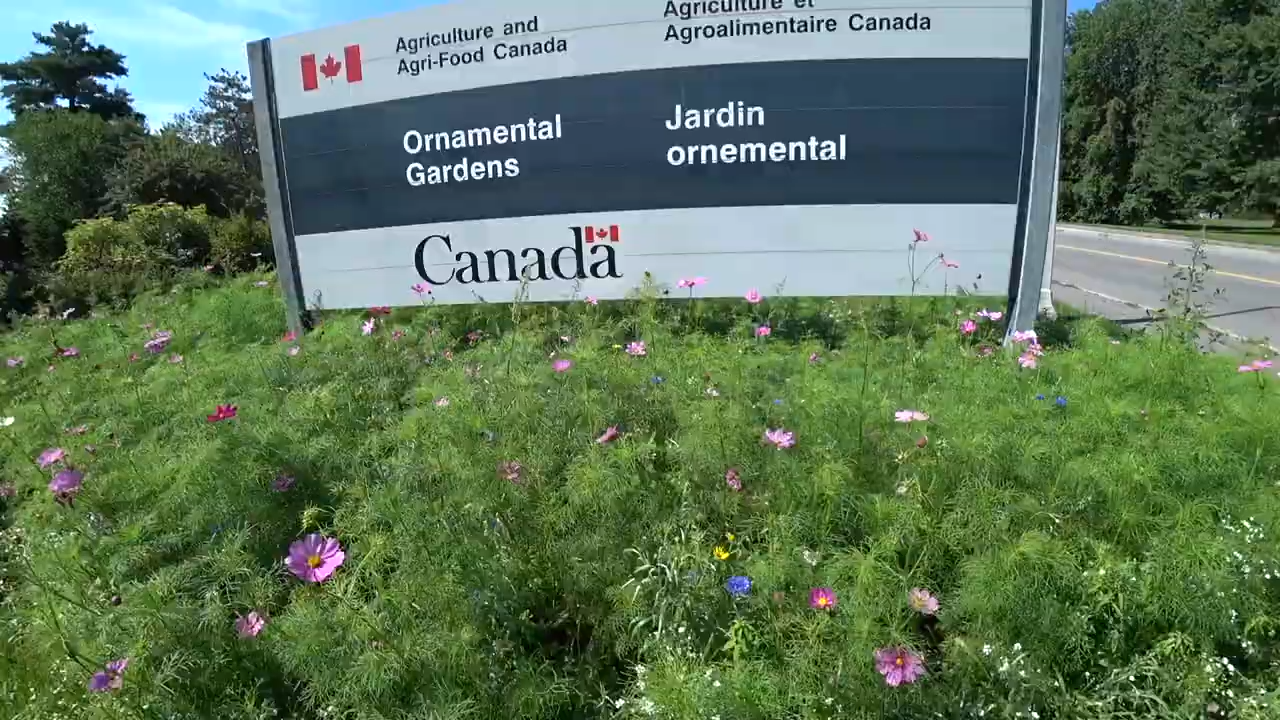 Agriculture and
Agri-Food Canada
Agriculture et
Agroalimentaire Canada
Ornamental
Gardens
Jardin
ornemental
Canada